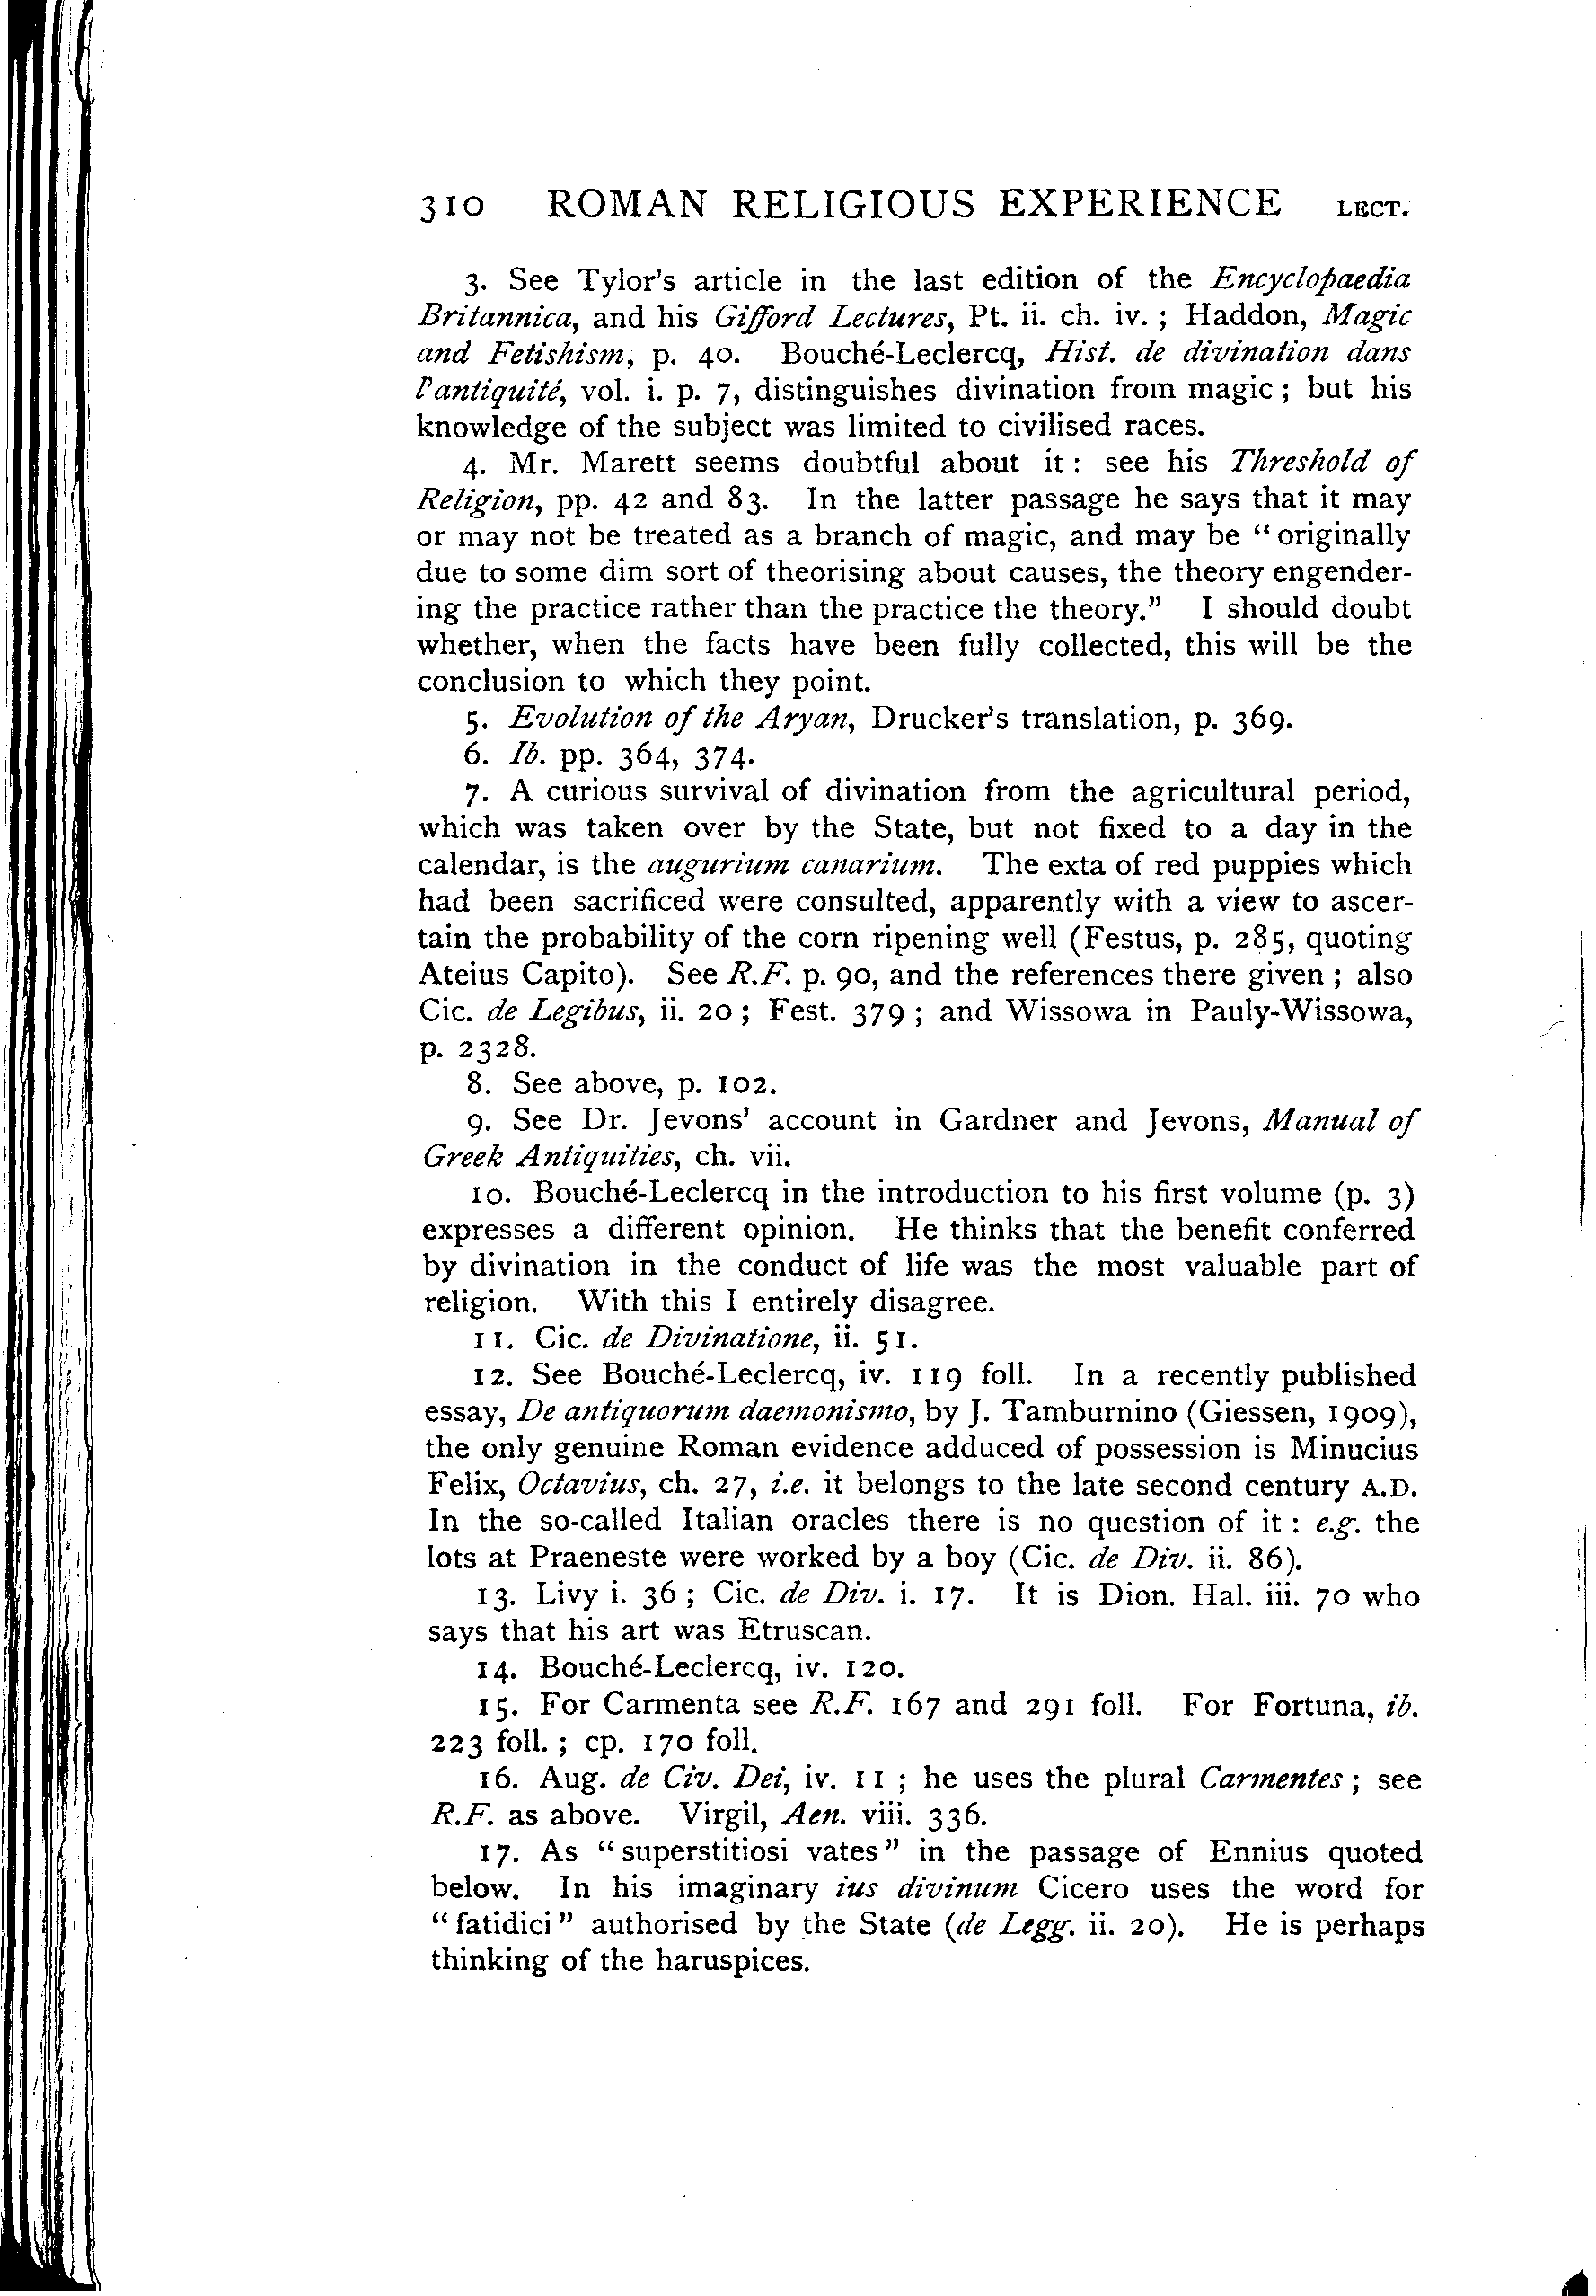 310 ROMAN RELIGIOUS EXPERIENCE LECT.
3. See Tylor's article in the last edition of the Encyclopaedia
Britannica, and his Gifford Lectures, Pt. ii. ch. iv. ; Haddon, Magic
and Fetishism, p. 40. Bouché-Leclercq, Hist. de divination dans
l'antiquité, vol. i. p. 7, distinguishes divination from magic ; but his
knowledge of the subject was limited to civilised races.
4. Mr. Marett seems doubtful about it : see his Threshold of
Religion, pp. 42 and 83. In the latter passage he says that it may
or may not be treated as a branch of magic, and may be " originally
due to some dim sort of theorising about causes, the theory engender-
ing the practice rather than the practice the theory." I should doubt
whether, when the facts have been fully collected, this will be the
conclusion to which they point.
5. Evolution of the Aryan, Drucker's translation, p. 369.
6. Ib. pp. 364, 374.
7. A curious survival of divination from the agricultural period,
which was taken over by the State, but not fixed to a day in the
calendar, is the augurium canarium. The exta of red puppies which
had been sacrificed were consulted, apparently with a view to ascer-
tain the probability of the corn ripening well (Festus, p. 285, quoting
Ateius Capito). See R.F. p. 90, and the references there given ; also
Cic. de Legibus, ii. 20 ; Fest. 379 ; and Wissowa in Pauly-Wissowa,
p. 2328.
8. See above, p. 102.
9. See Dr. Jevons' account in Gardner and Jevons, Manual of
Greek Antiquities, ch. vii.
10. Bouché-Leclercq in the introduction to his first volume (p. 3)
expresses a different opinion. He thinks that the benefit conferred
by divination in the conduct of life was the most valuable part of
religion. With this I entirely disagree.
11. Cic. de Divinatione, ii. 51.
12. See Bouché-Leclercq, iv. 119 foll. In a recently published
essay, De antiquorum daemonismo, by J. Tamburnino (Giessen, 1909),
the only genuine Roman evidence adduced of possession is Minucius
Felix, Octavius, ch. 27, i.e. it belongs to the late second century A.D.
In the so-called Italian oracles there is no question of it : e.g. the
lots at Praeneste were worked by a boy (Cic. de Div. ii. 86).
13. Livy i. 36 ; Cic. de Div. i. 17. It is Dion. Hal. iii. 70 who
says that his art was Etruscan.
14. Bouché-Leclercq, iv. 120.
15. For Carmenta see R.F. 167 and 291 foll. For Fortuna, ib.
223 foll. ; cp. 170 foll.
16. Aug. de Civ. Dei, iv. 11 ; he uses the plural Carmentes ; see
R.F. as above. Virgil, Aen. viii. 336.
17. As " superstitiosi vates " in the passage of Ennius quoted
below. In his imaginary ius divinum Cicero uses the word for
" fatidici " authorised by the State (de Legg. ii. 20). He is perhaps
thinking of the haruspices.